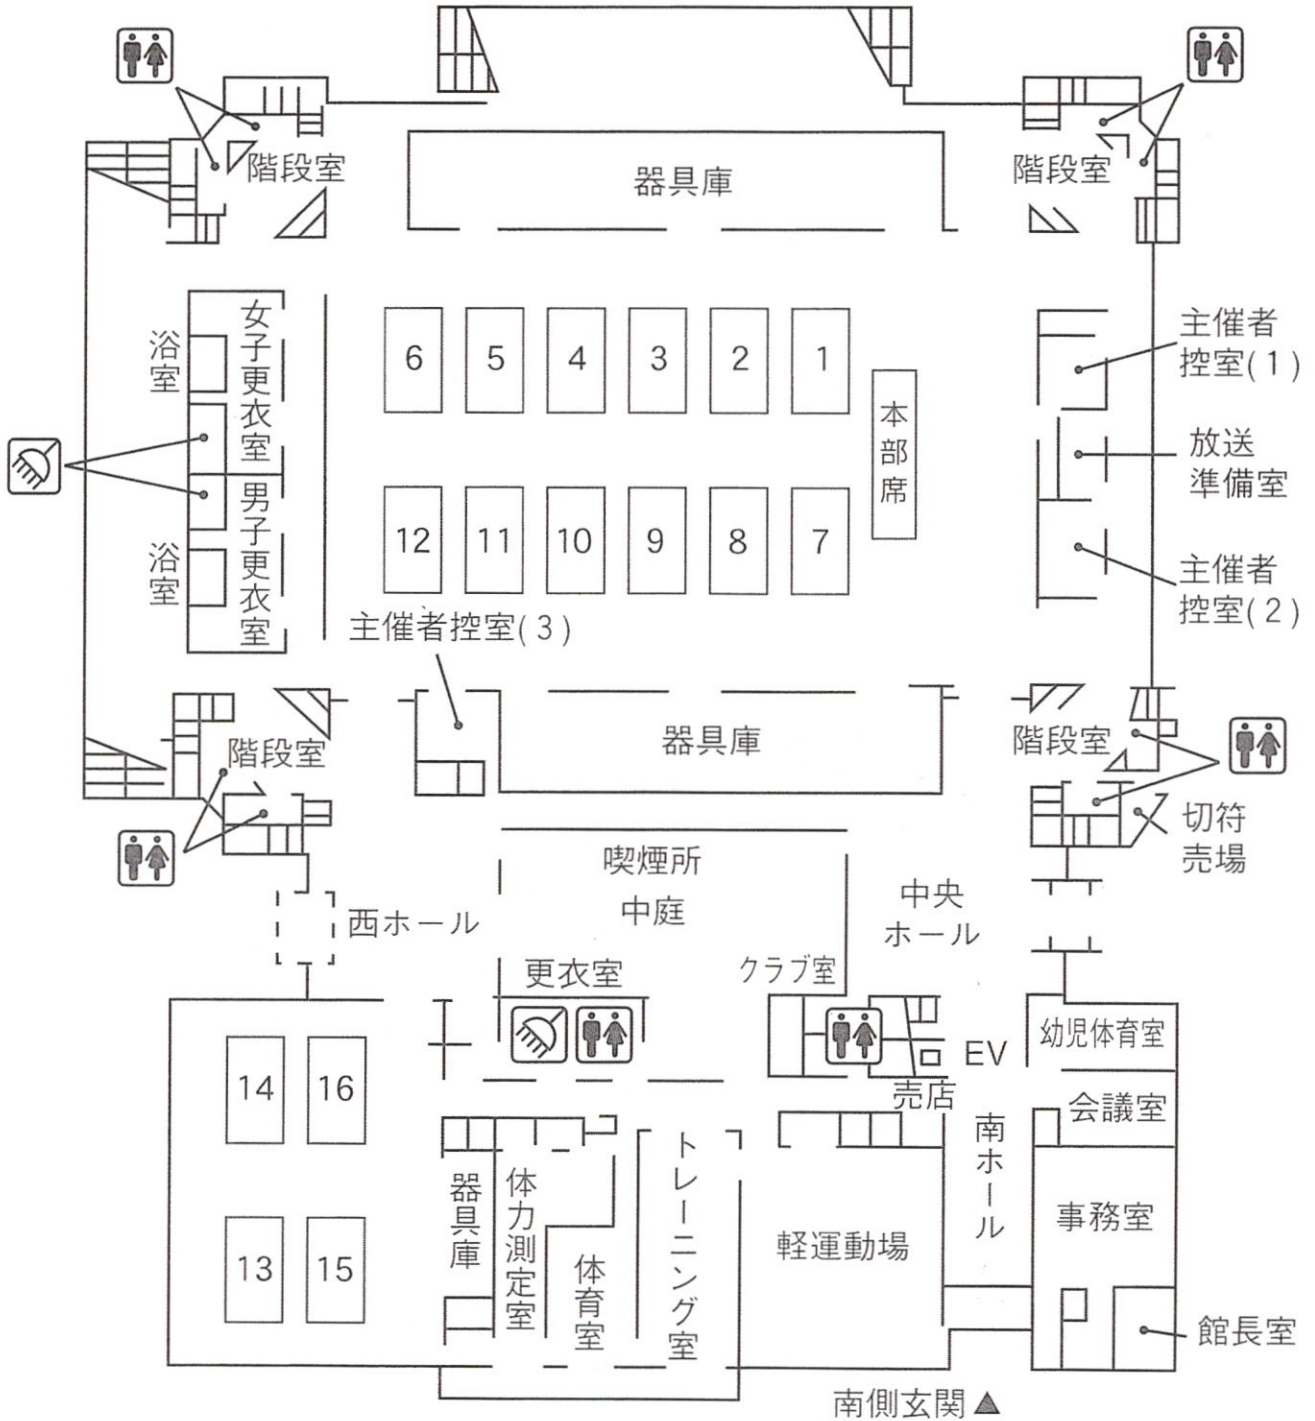 階段室
器具庫
階段室
女子更衣室
浴室
6
5
4
3
2
1
主催者
控室(1)
本部席
放送
準備室
男子更衣室
浴室
12
11
10
9
8
7
主催者
控室(2)
主催者控室(3)
階段室
器具庫
階段室
切符
売場
喫煙所
中庭
中央
ホール
西ホール
更衣室
クラブ室
EV
幼児体育室
売店
会議室
14
16
南ホール
トレーニング室
器具庫
体力測定室
体育室
軽運動場
事務室
13
15
館長室
南側玄関▲